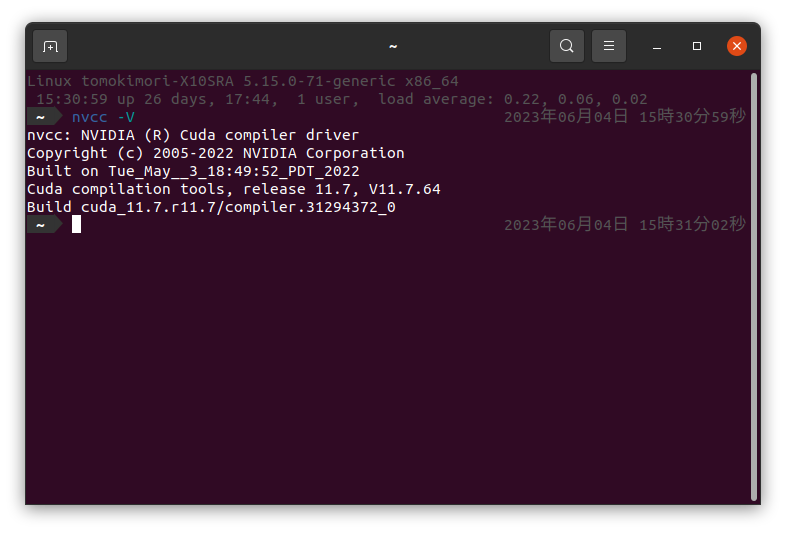 ~
Linux tomokimori-X10SRA 5.15.0-71-generic x86_64
 15:30:59 up 26 days, 17:44,  1 user,  load average: 0.22, 0.06, 0.02
~ nvcc -V 2023年06月04日 15時30分59秒
nvcc: NVIDIA (R) Cuda compiler driver
Copyright (c) 2005-2022 NVIDIA Corporation
Built on Tue_May__3_18:49:52_PDT_2022
Cuda compilation tools, release 11.7, V11.7.64
Build cuda_11.7.r11.7/compiler.31294372_0
~ 2023年06月04日 15時31分02秒